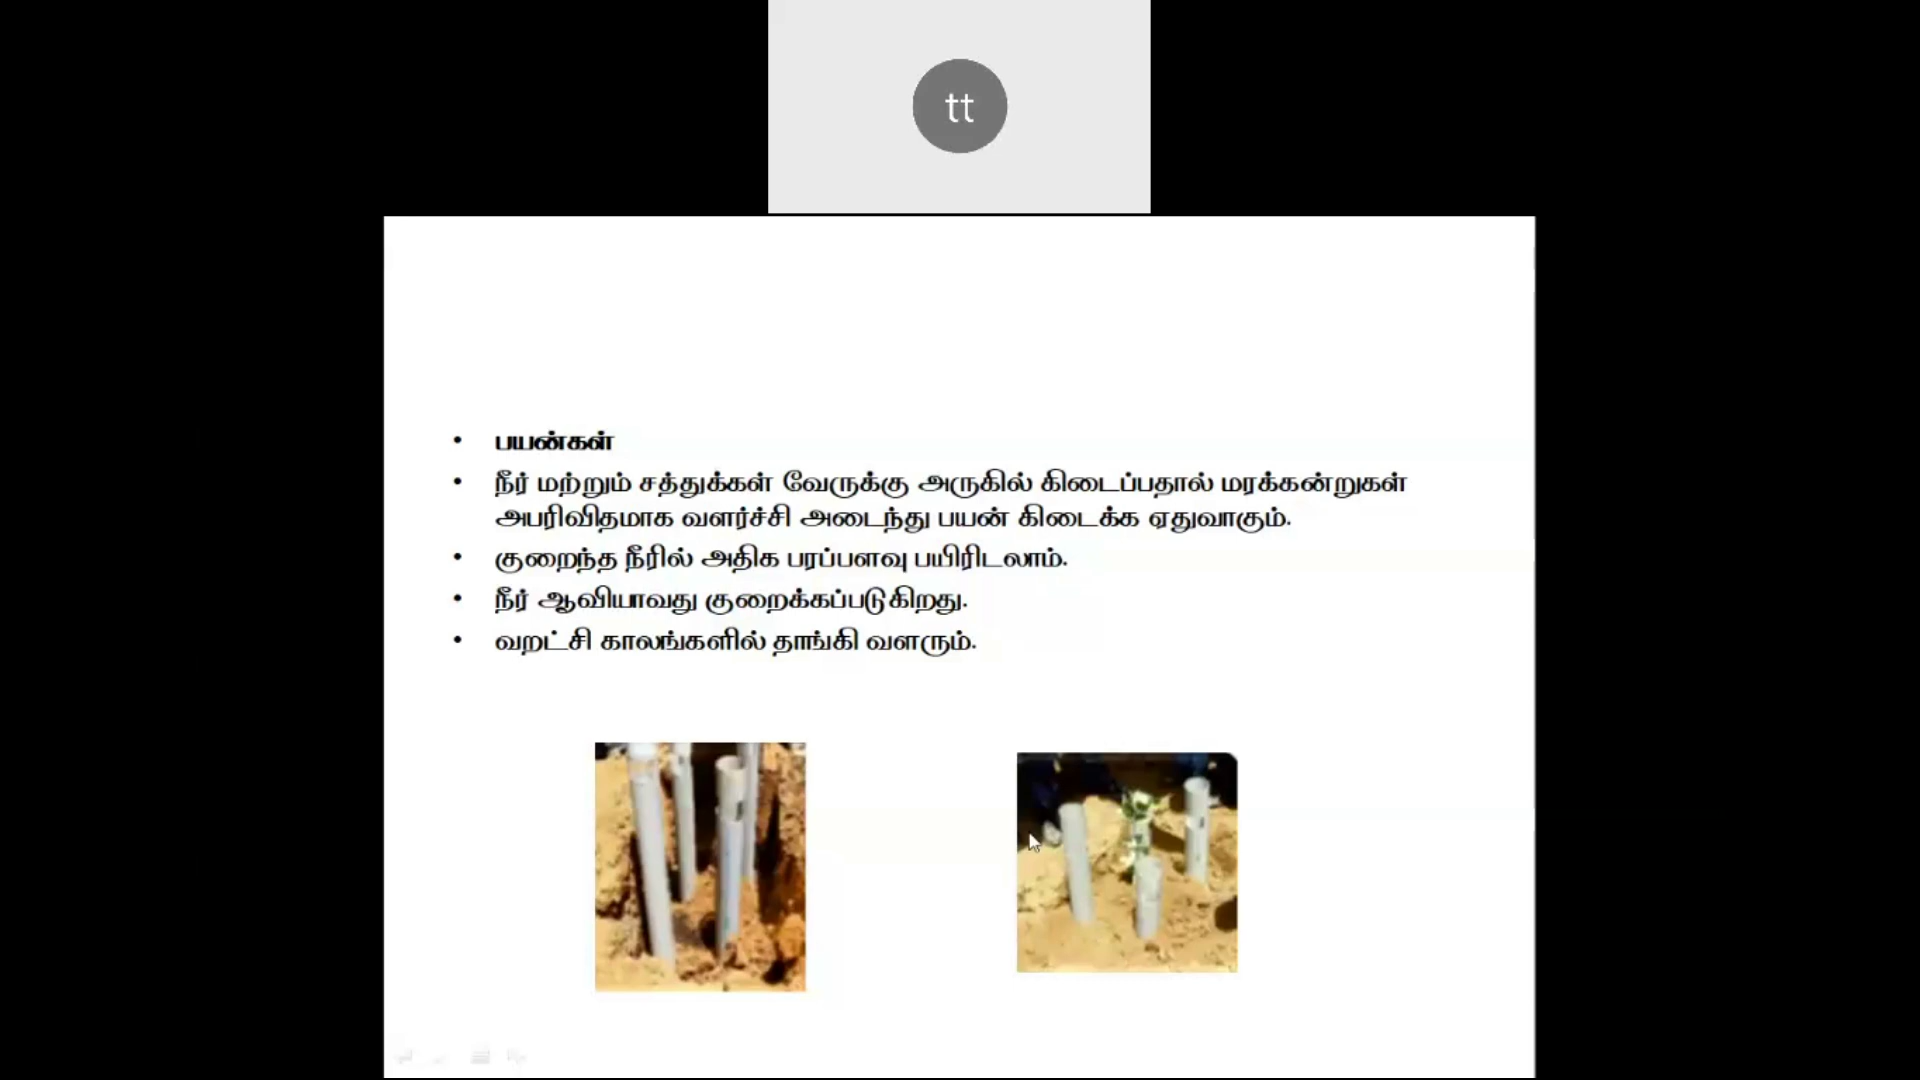 tt
• பயன்கள்
• நீர் மற்றும் சத்துக்கள் வேருக்கு அருகில் கிடைப்பதால் மரக்கன்றுகள்
அபரிவிதமாக வளர்ச்சி அடைந்து பயன் கிடைக்க ஏதுவாகும்.
• குறைந்த நீரில் அதிக பரப்பளவு பயிரிடலாம்.
• நீர் ஆவியாவது குறைக்கப்படுகிறது.
• வறட்சி காலங்களில் தாங்கி வளரும்.